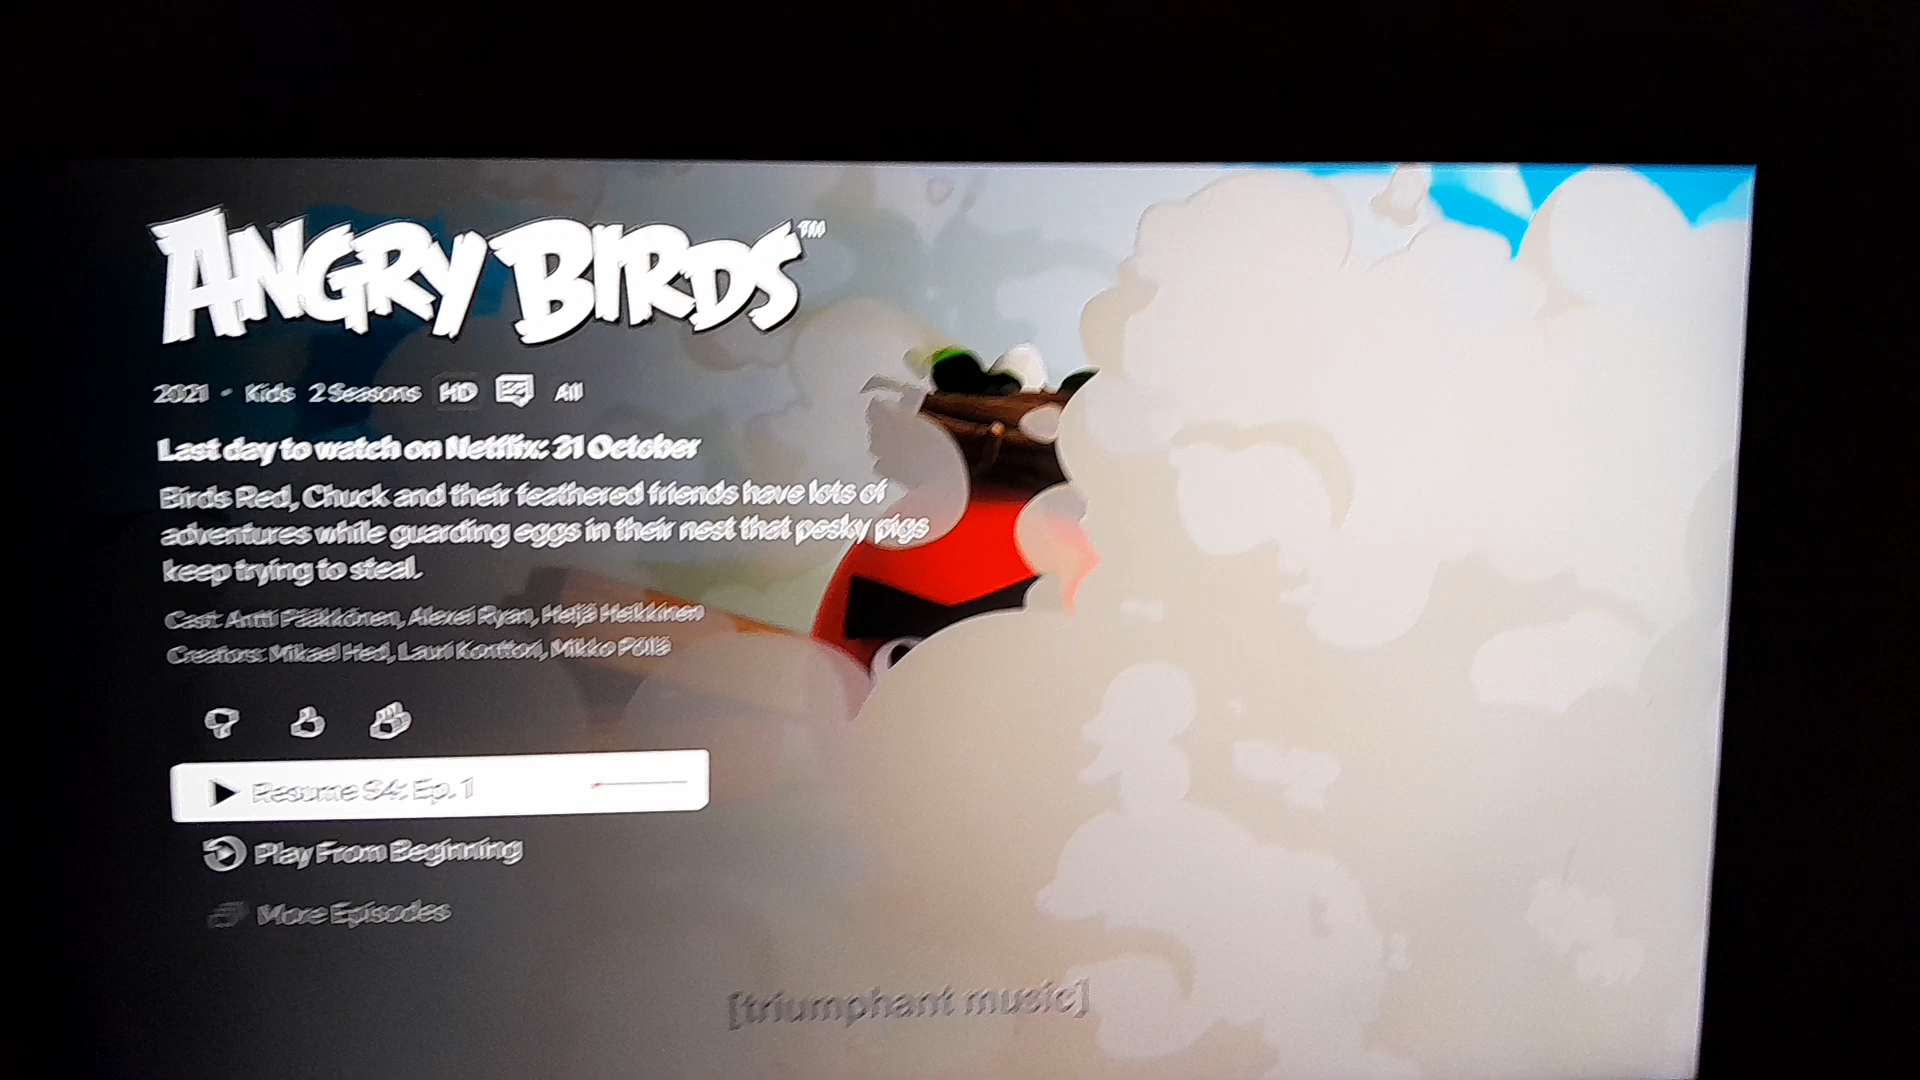 ANGRY BIRDS™
2021 · Kids 2 Seasons HD All
Last day to watch on Netflix: 31 October
Birds Red, Chuck and their feathered friends have lots of
adventures while guarding eggs in their nest that pesky pigs
keep trying to steal.
Cast: Antti Pääkkönen, Alexei Ryan, Heljä Heikkinen
Creators: Mikael Hed, Lauri Konttori, Mikko Pöllä
Resume S4: Ep. 1
Play From Beginning
More Episodes
[triumphant music]